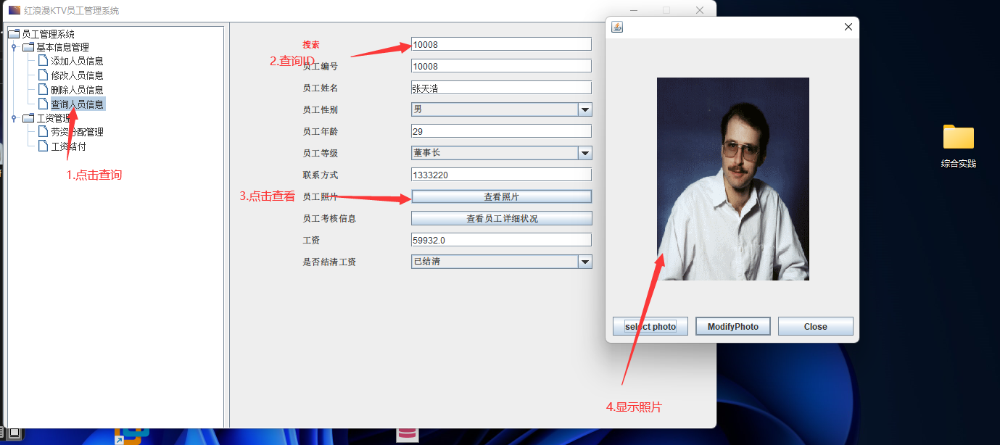 红浪漫KTV员工管理系统
员工管理系统
基本信息管理
添加人员信息
修改人员信息
删除人员信息
查询人员信息
工资管理
劳资分配管理
工资结付
1.点击查询
搜索
10008
2.查询ID
员工编号
10008
员工姓名
张天浩
员工性别
男
员工年龄
29
员工等级
董事长
联系方式
1333220
3.点击查看
员工照片
查看照片
员工考核信息
查看员工详细状况
工资
59932.0
是否结清工资
已结清
select photo
ModifyPhoto
Close
4.显示照片
综合实践